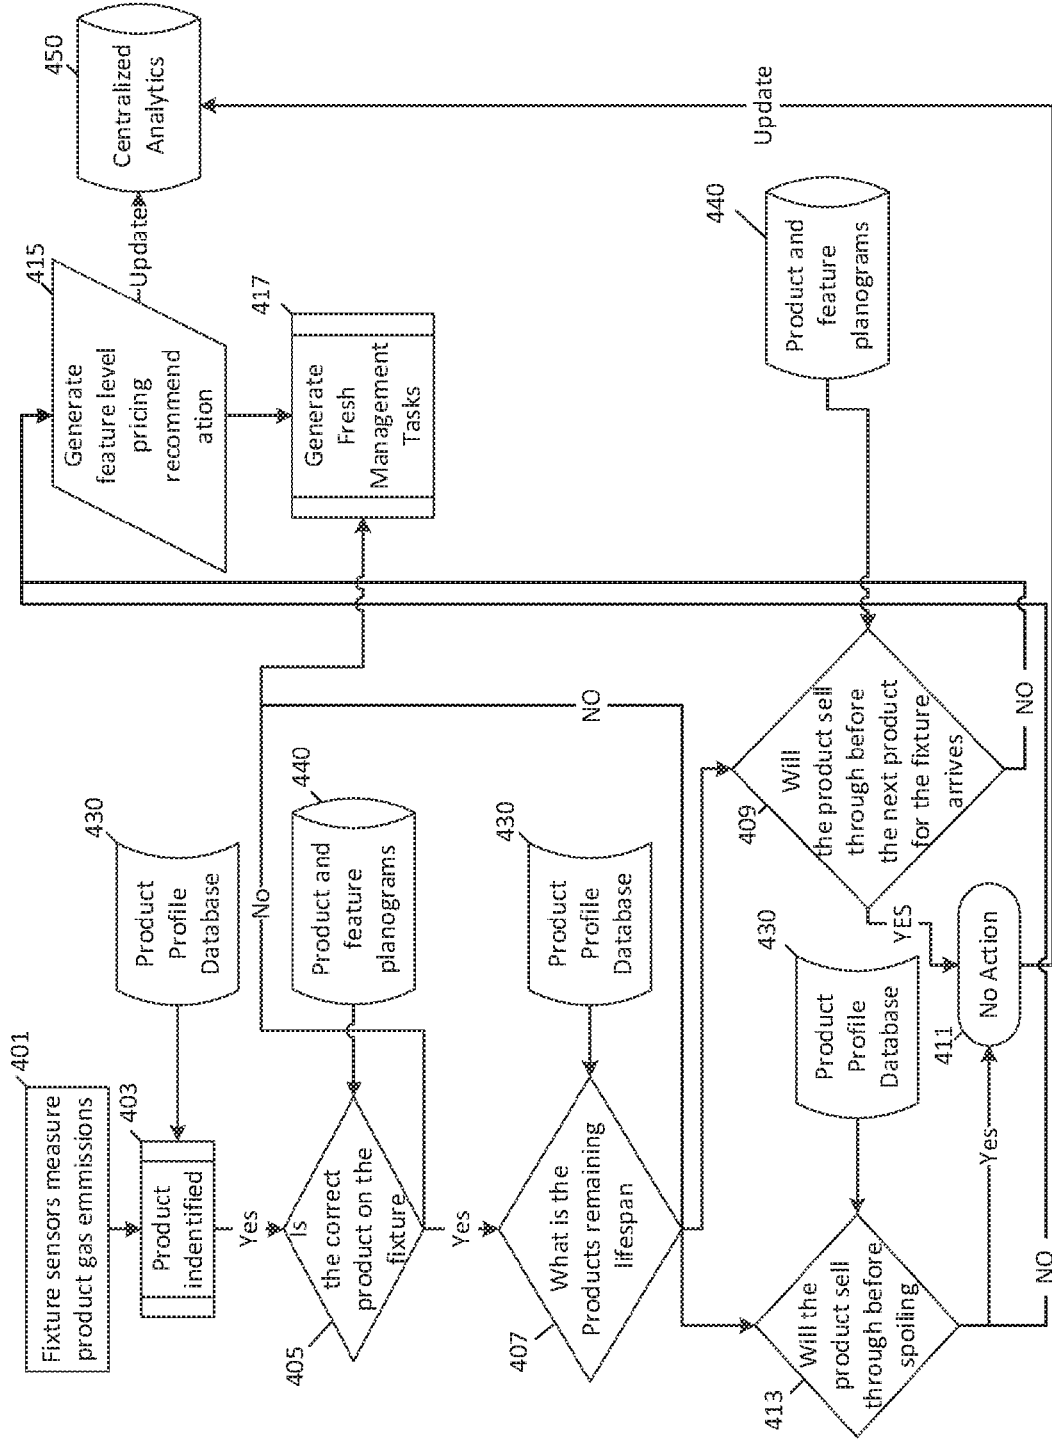 401
Fixture sensors measure
product gas emmissions
403
Product
indentified
430
Product
Profile
Database
Yes
405
Is
the correct
product on the
fixture
440
Product and
feature
planograms
No
Yes
407
What is the
Products remaining
lifespan
430
Product
Profile
Database
NO
413
Will the
product sell
through before
spoiling
430
Product
Profile
Database
Yes
NO
411
No Action
YES
409
Will
the product sell
through before
the next product
for the fixture
arrives
NO
440
Product and
feature
planograms
415
Generate
feature level
pricing
recommend
ation
Update
417
Generate
Fresh
Management
Tasks
450
Centralized
Analytics
Update